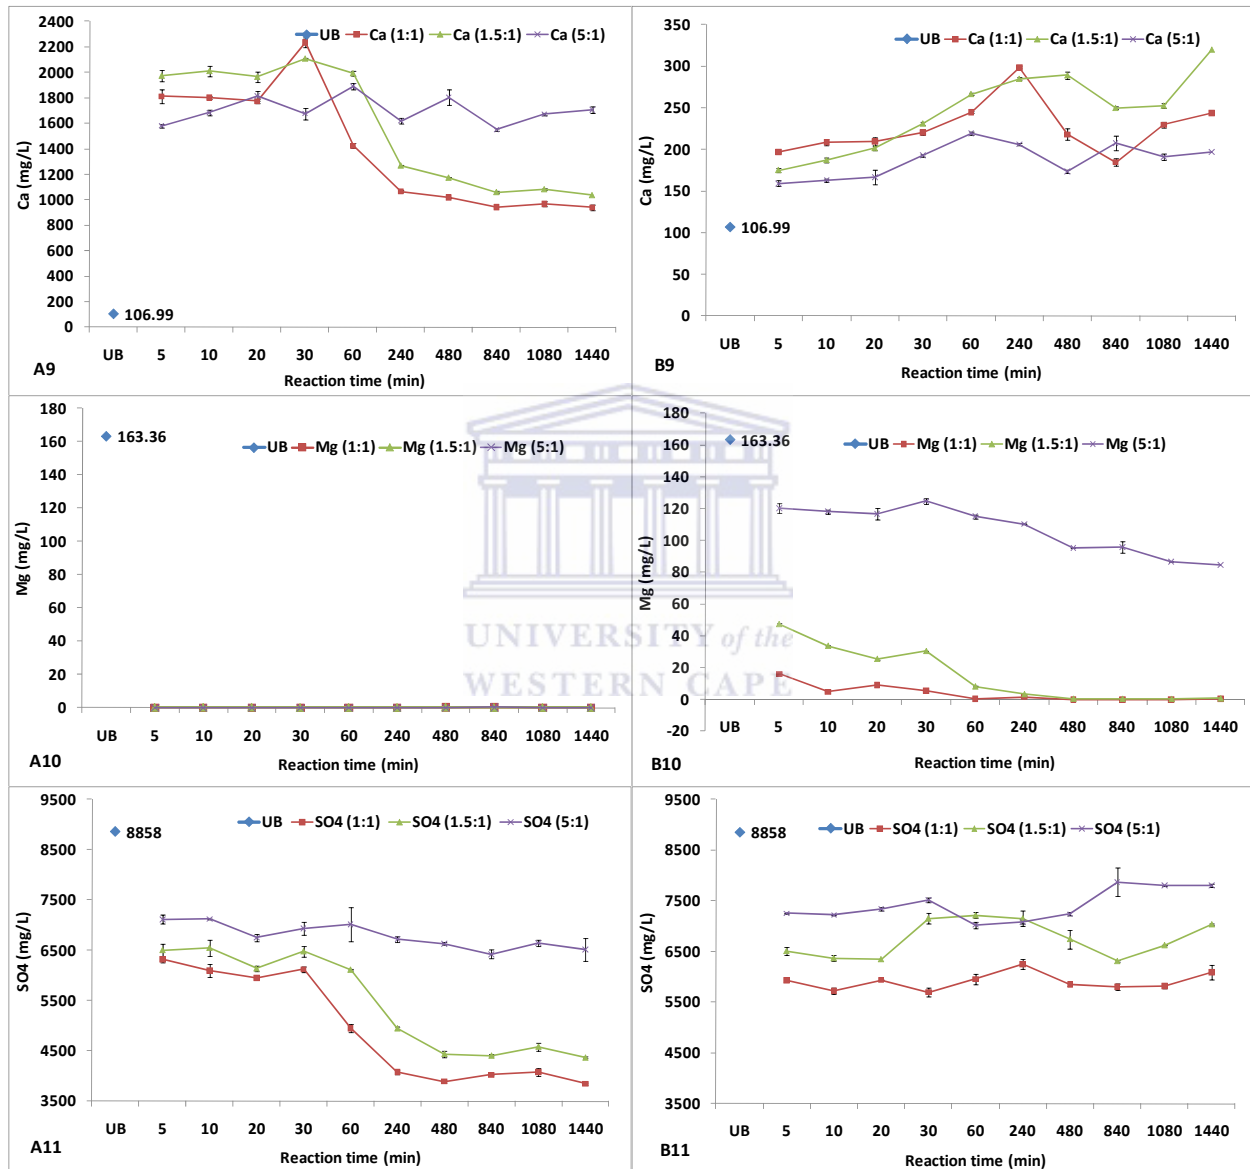 UB Ca (1:1) Ca (1.5:1) Ca (5:1)
2400
2200
2000
1800
1600
1400
1200
1000
800
600
400
200
0
Ca (mg/L)
106.99
UB 5 10 20 30 60 240 480 840 1080 1440
Reaction time (min)
A9
UB Ca (1:1) Ca (1.5:1) Ca (5:1)
350
300
250
200
150
100
50
0
Ca (mg/L)
106.99
UB 5 10 20 30 60 240 480 840 1080 1440
Reaction time (min)
B9
180
160
140
120
100
80
60
40
20
0
Mg (mg/L)
163.36
UB Mg (1:1) Mg (1.5:1) Mg (5:1)
UB 5 10 20 30 60 240 480 840 1080 1440
Reaction time (min)
A10
180
160
140
120
100
80
60
40
20
0
-20
Mg (mg/L)
163.36
UB Mg (1:1) Mg (1.5:1) Mg (5:1)
UB 5 10 20 30 60 240 480 840 1080 1440
Reaction time (min)
B10
UNIVERSITY of the
WESTERN CAPE
9500
8500
7500
6500
5500
4500
3500
SO4 (mg/L)
8858
UB SO4 (1:1) SO4 (1.5:1) SO4 (5:1)
UB 5 10 20 30 60 240 480 840 1080 1440
Reaction time (min)
A11
9500
8500
7500
6500
5500
4500
3500
SO4 (mg/L)
8858
UB SO4 (1:1) SO4 (1.5:1) SO4 (5:1)
UB 5 10 20 30 60 240 480 840 1080 1440
Reaction time (min)
B11